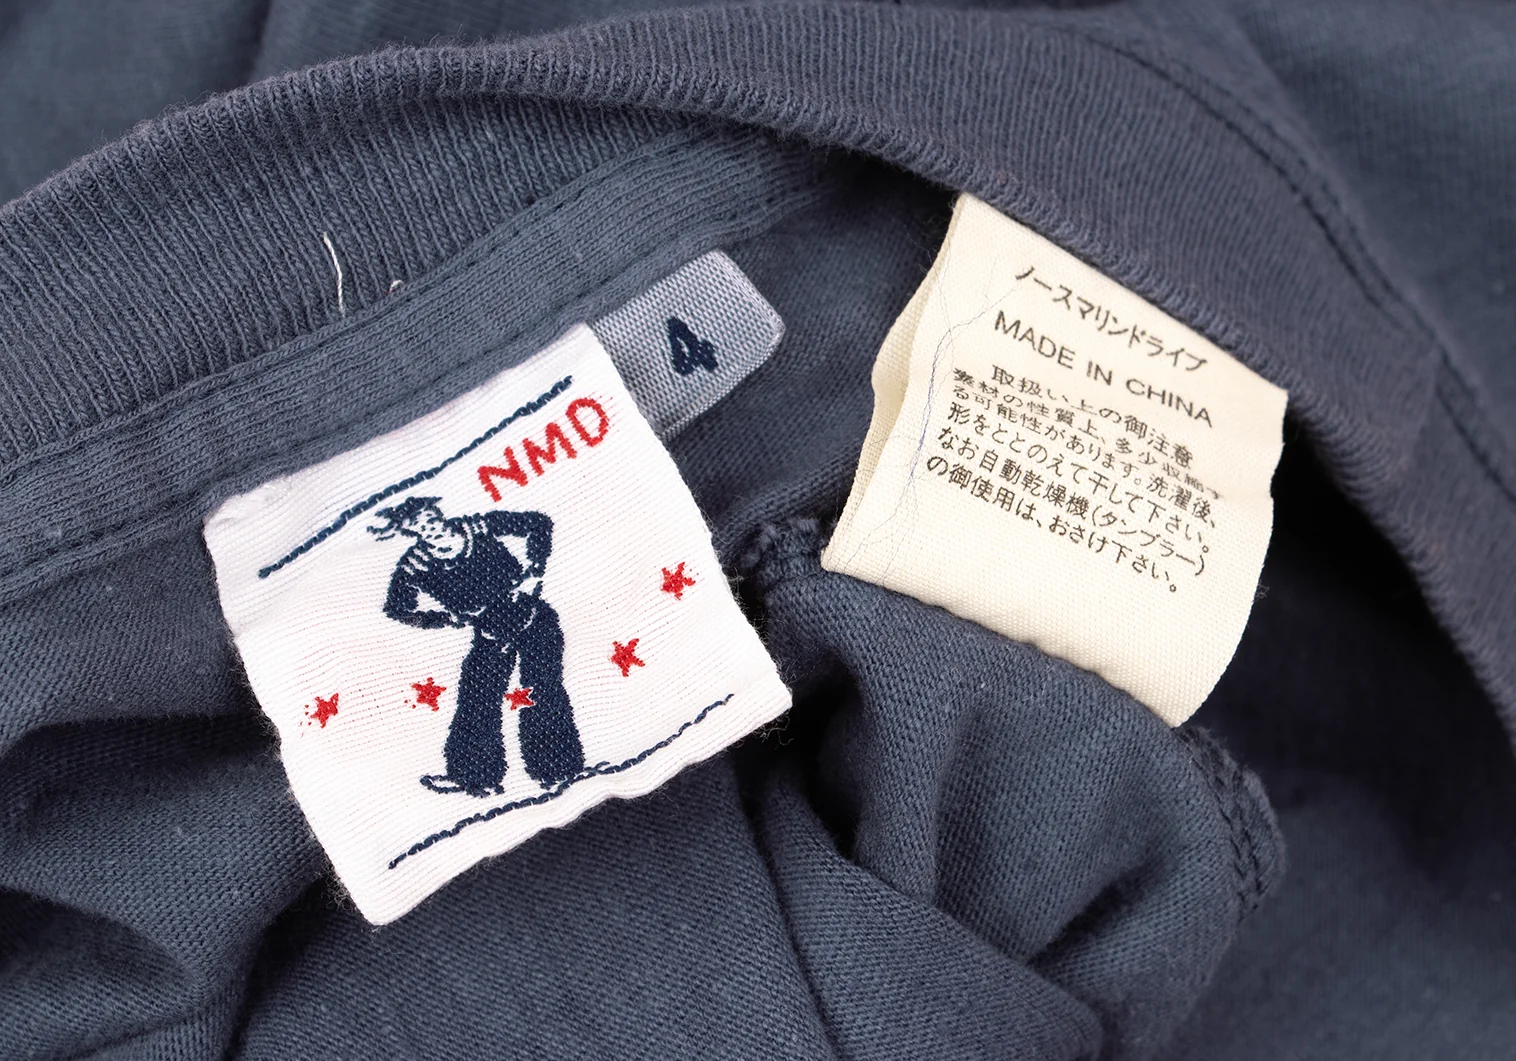 NMD
4
ノースマリンドライブ
MADE IN CHINA
取扱い上の御注意
素材の性質上、多少収縮す
る可能性があります。洗濯後、
形をととのえて干して下さい。
なお自動乾燥機(タンブラー)
の御使用は、おさけ下さい。